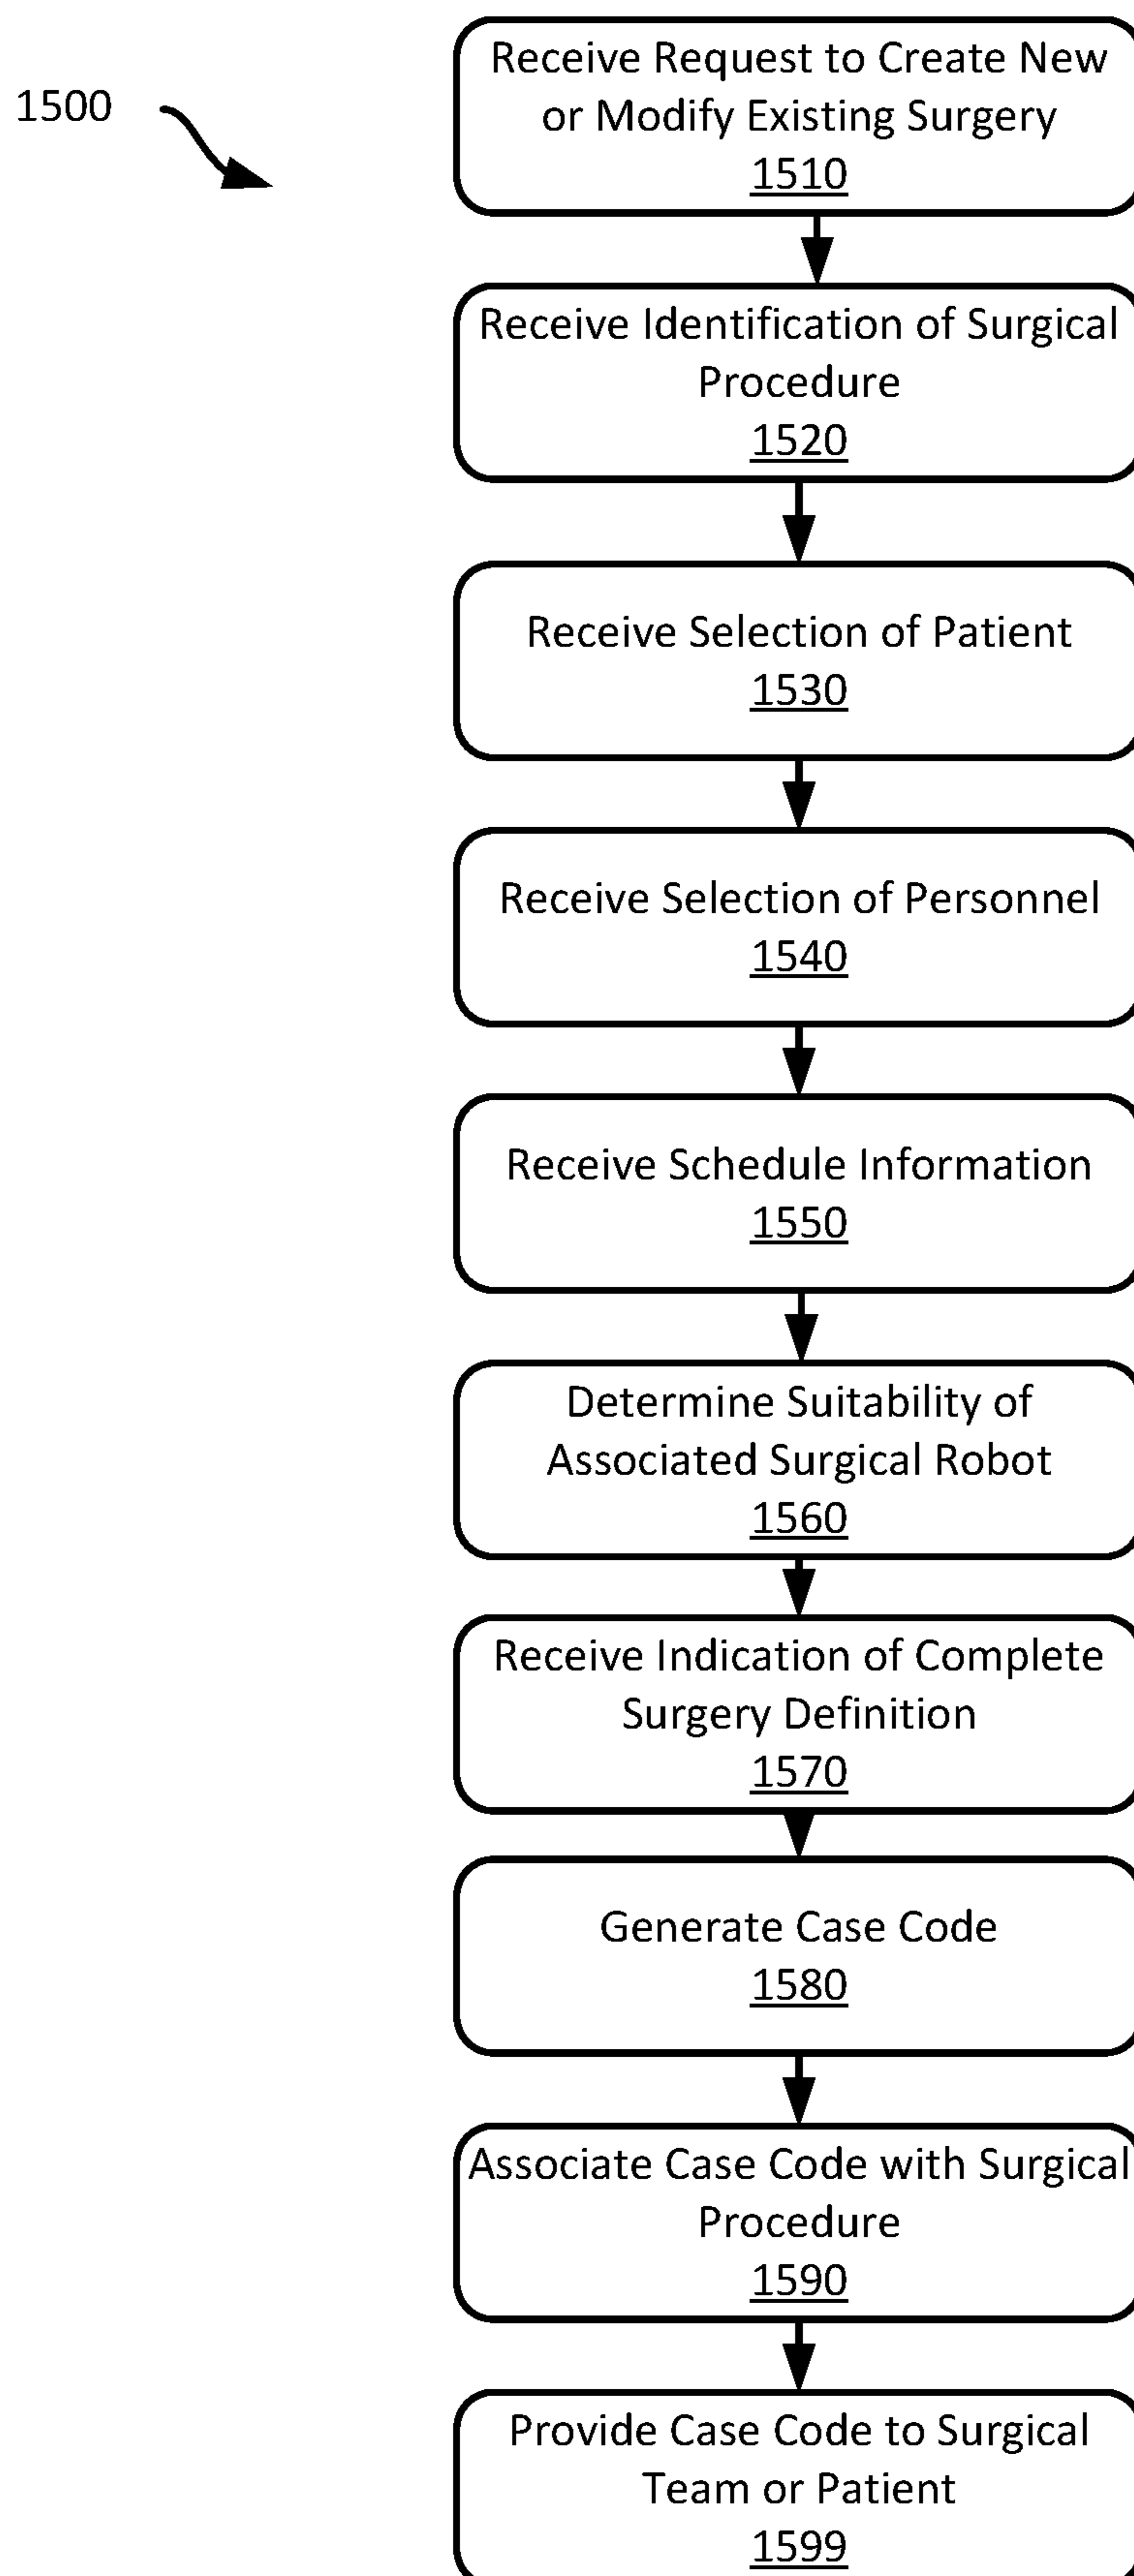 1500
Receive Request to Create New
or Modify Existing Surgery
1510
Receive Identification of Surgical
Procedure
1520
Receive Selection of Patient
1530
Receive Selection of Personnel
1540
Receive Schedule Information
1550
Determine Suitability of
Associated Surgical Robot
1560
Receive Indication of Complete
Surgery Definition
1570
Generate Case Code
1580
Associate Case Code with Surgical
Procedure
1590
Provide Case Code to Surgical
Team or Patient
1599